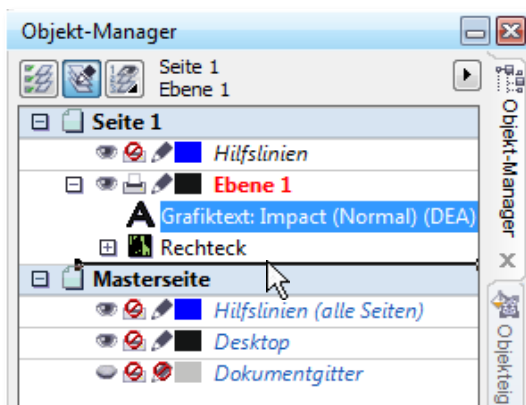 Objekt-Manager
Seite 1
Ebene 1
Seite 1
Hilfslinien
Ebene 1
A Grafiktext: Impact (Normal) (DEA)
Rechteck
Masterseite
Hilfslinien (alle Seiten)
Desktop
Dokumentgitter
Objekt-Manager